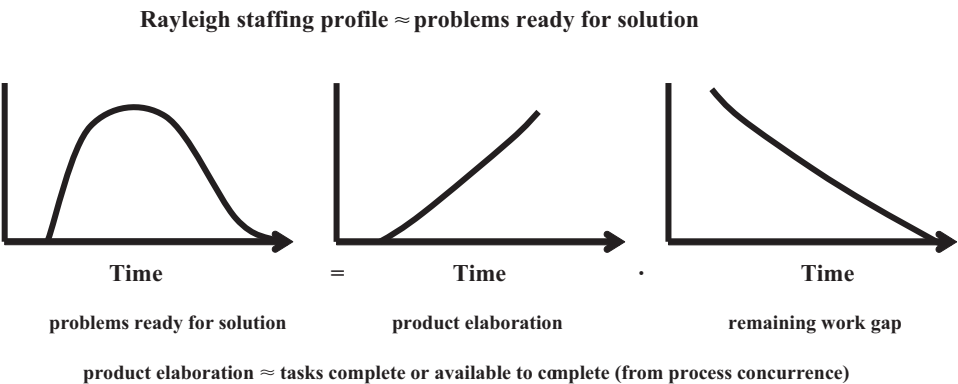 Rayleigh staffing profile ≈ problems ready for solution
Time = Time · Time
problems ready for solution product elaboration remaining work gap
product elaboration ≈ tasks complete or available to complete (from process concurrence)